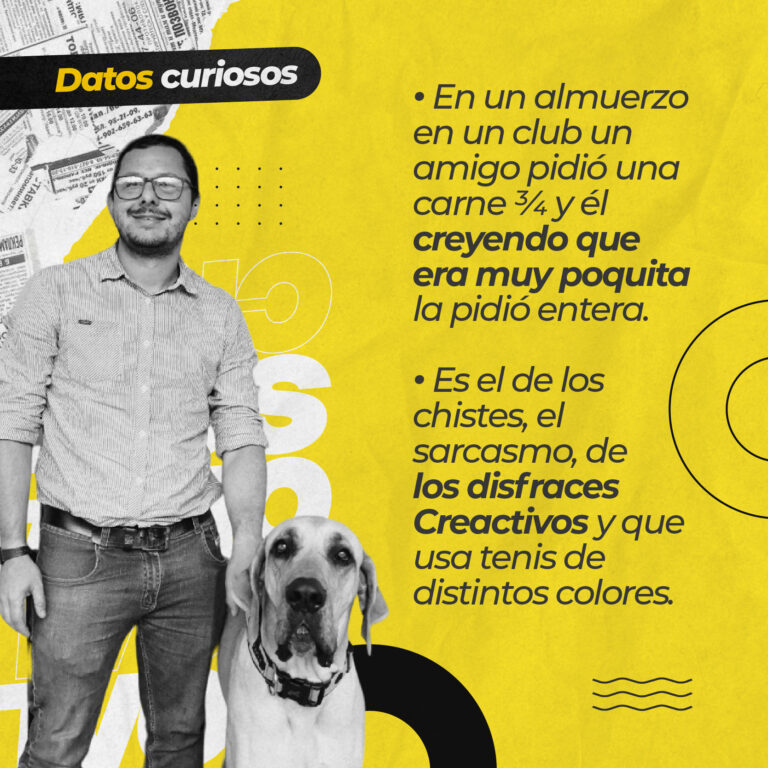 Datos curiosos
• En un almuerzo
en un club un
amigo pidió una
carne ¾ y él
creyendo que
era muy poquita
la pidió entera.
• Es el de los
chistes, el
sarcasmo, de
los disfraces
Creactivos y que
usa tenis de
distintos colores.